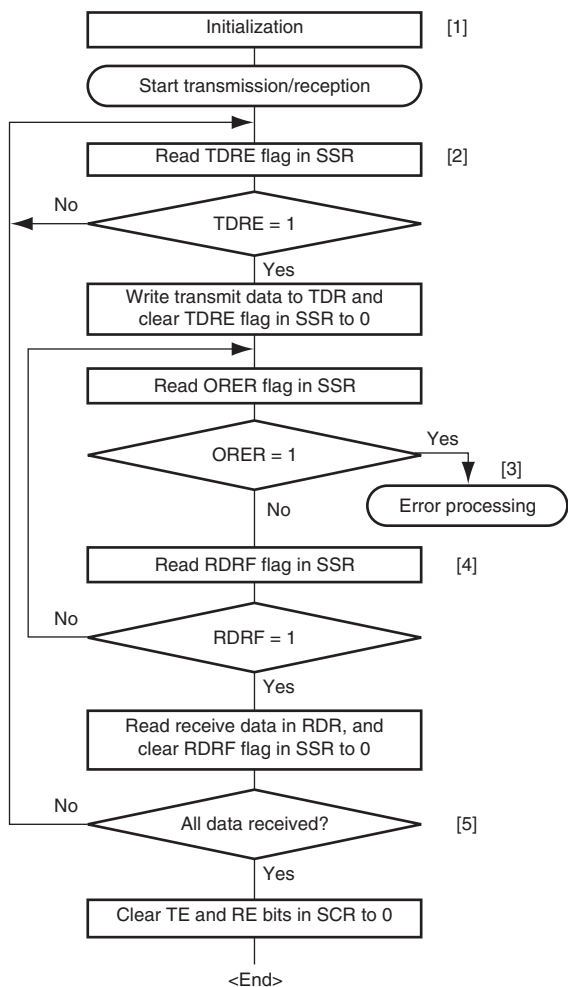 Initialization
[1]
Start transmission/reception
Read TDRE flag in SSR
[2]
No
TDRE = 1
Yes
Write transmit data to TDR and
clear TDRE flag in SSR to 0
Read ORER flag in SSR
Yes
ORER = 1
[3]
Error processing
No
Read RDRF flag in SSR
[4]
No
RDRF = 1
Yes
Read receive data in RDR, and
clear RDRF flag in SSR to 0
No
All data received?
[5]
Yes
Clear TE and RE bits in SCR to 0
<End>